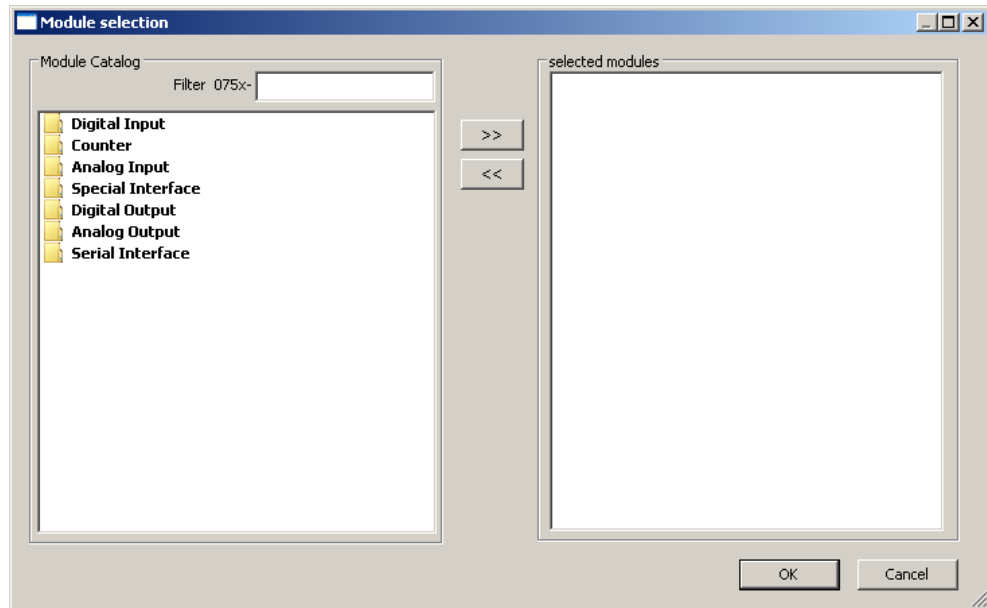 Module selection
Module Catalog
Filter 075x-
Digital Input
Counter
Analog Input
Special Interface
Digital Output
Analog Output
Serial Interface
>>
<<
selected modules
OK
Cancel